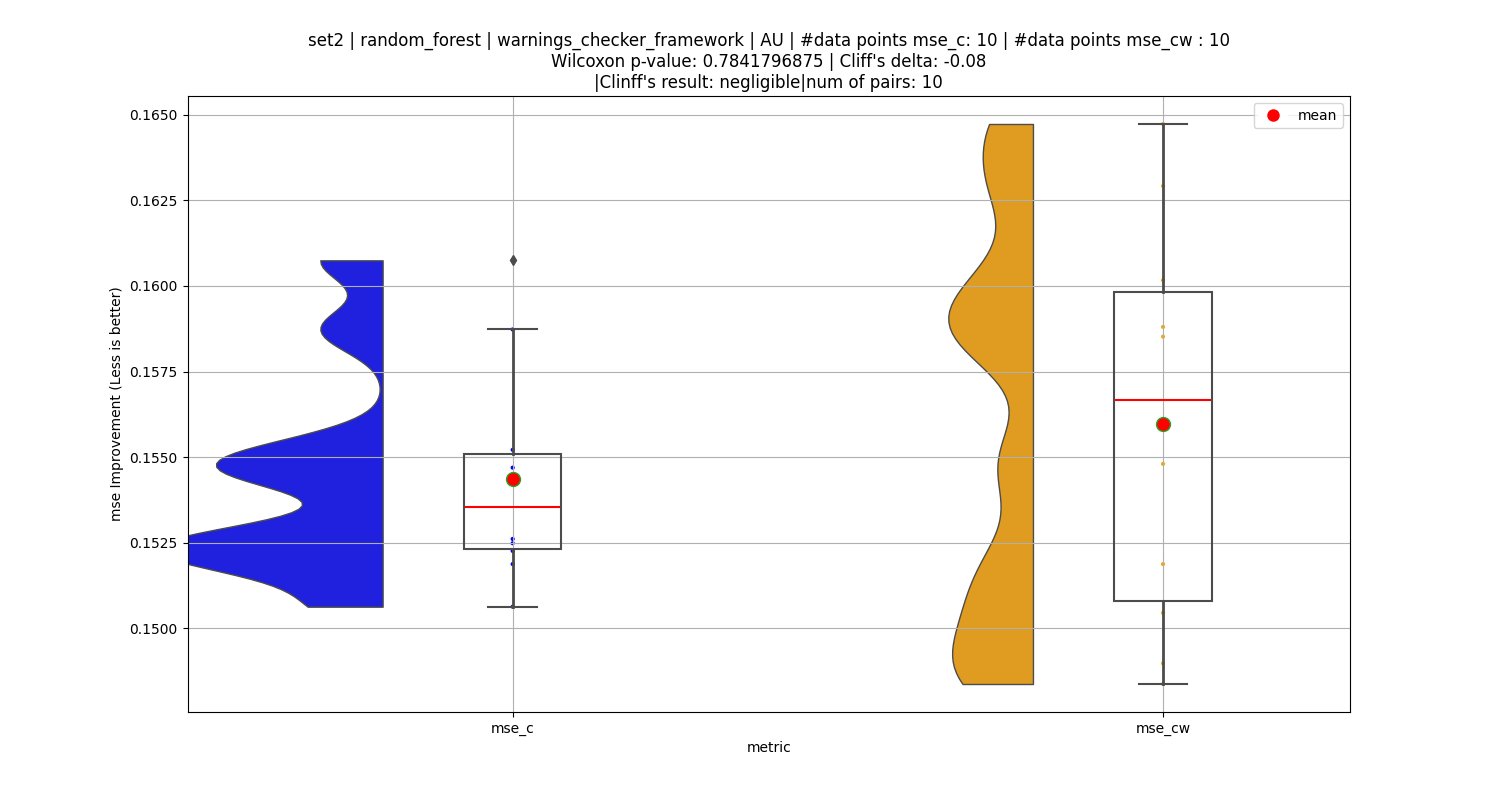 set2 | random_forest | warnings_checker_framework | AU | #data points mse_c: 10 | #data points mse_cw : 10
Wilcoxon p-value: 0.7841796875 | Cliff's delta: -0.08
|Clinff's result: negligible|num of pairs: 10
mean
0.1650
0.1625
0.1600
0.1575
0.1550
0.1525
0.1500
mse Improvement (Less is better)
mse_c
mse_cw
metric